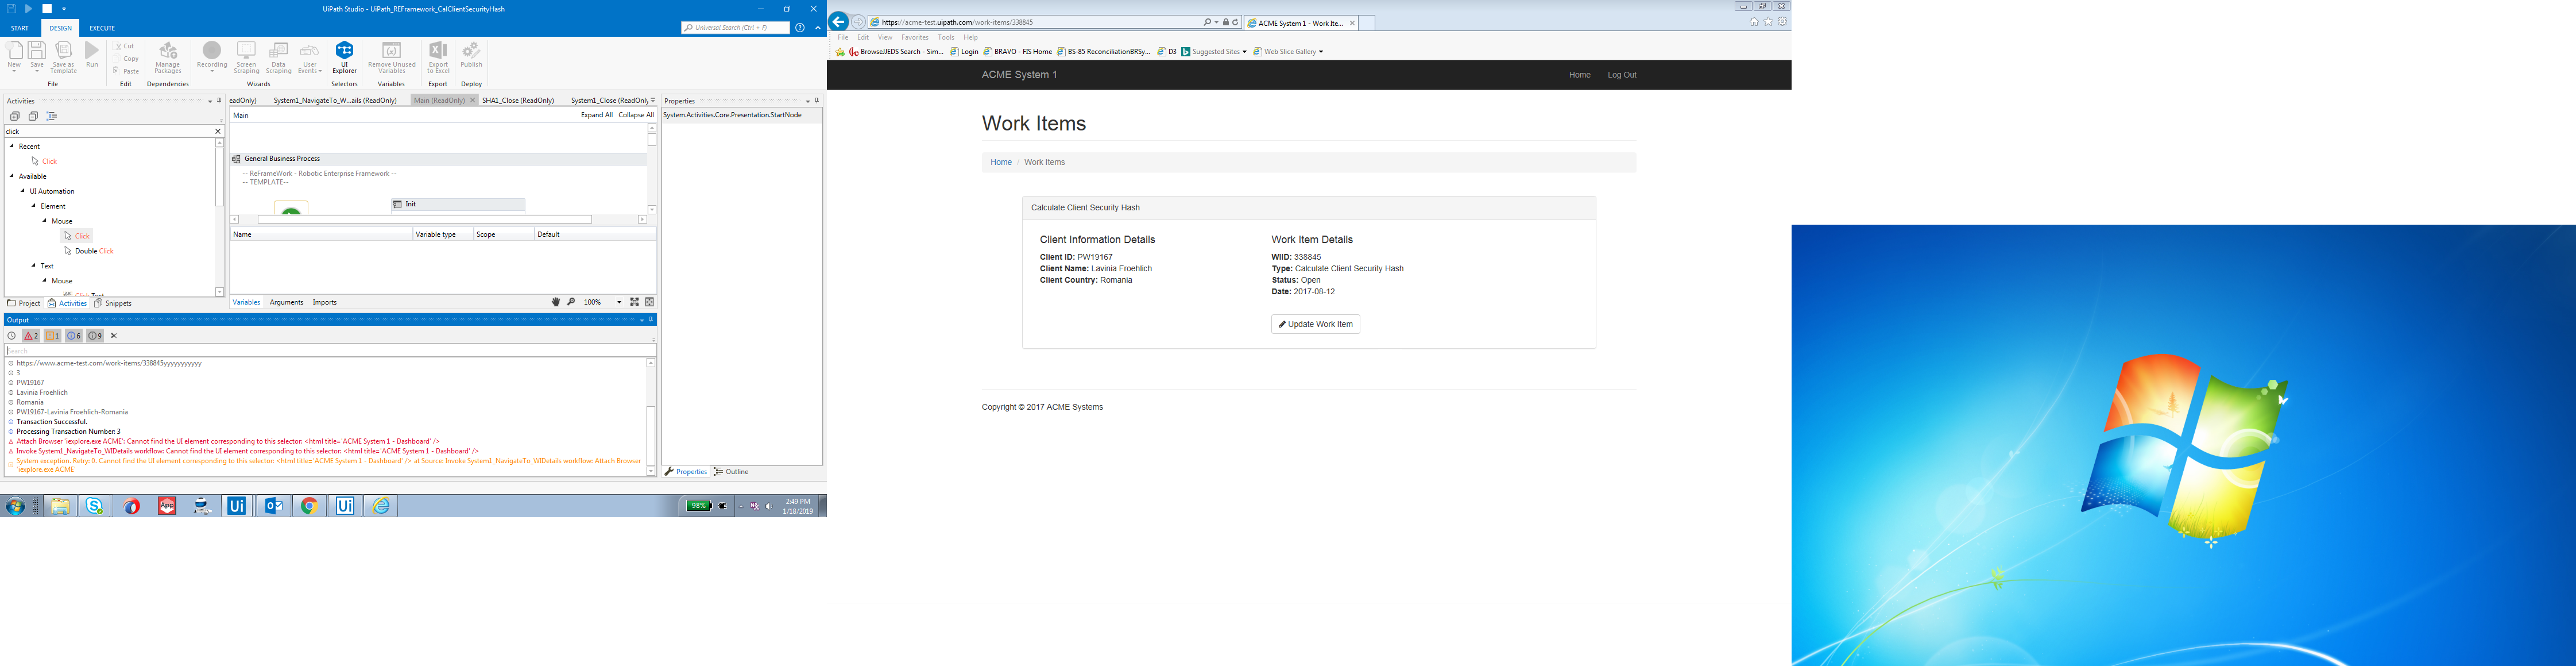 UiPath Studio - UiPath_REFramework_CalClientSecurityHash
START DESIGN EXECUTE
Universal Search (Ctrl + F)
New Save Save as Template Run
Cut
Copy
Paste
Manage Packages
Recording Screen Scraping Data Scraping User Events
UI Explorer
Remove Unused Variables
Export to Excel
Publish
File Edit Dependencies Wizards Selectors Variables Export Deploy
Activities
click
Recent
Click
Available
UI Automation
Element
Mouse
Click
Double Click
Text
Mouse
Click Text
Project Activities Snippets
eadOnly) System1_NavigateTo_W...ails (ReadOnly) Main (ReadOnly) SHA1_Close (ReadOnly) System1_Close (ReadOnly
Main Expand All Collapse All
General Business Process
-- ReFrameWork - Robotic Enterprise Framework --
-- TEMPLATE--
Init
Name Variable type Scope Default
Variables Arguments Imports 100%
Properties
System.Activities.Core.Presentation.StartNode
Properties Outline
Output
2 1 6 9
Search
https://www.acme-test.com/work-items/338845yyyyyyyyyyy
3
PW19167
Lavinia Froehlich
Romania
PW19167-Lavinia Froehlich-Romania
Transaction Successful.
Processing Transaction Number: 3
Attach Browser 'iexplore.exe ACME': Cannot find the UI element corresponding to this selector: <html title='ACME System 1 - Dashboard' />
Invoke System1_NavigateTo_WIDetails workflow: Cannot find the UI element corresponding to this selector: <html title='ACME System 1 - Dashboard' />
System exception. Retry: 0. Cannot find the UI element corresponding to this selector: <html title='ACME System 1 - Dashboard' /> at Source: Invoke System1_NavigateTo_WIDetails workflow: Attach Browser
'iexplore.exe ACME'
App
Ui
Ui
98%
2:49 PM
1/18/2019
https://acme-test.uipath.com/work-items/338845
ACME System 1 - Work Ite...
File Edit View Favorites Tools Help
BrowseJJEDS Search - Sim... Login BRAVO - FIS Home BS-85 ReconciliationBRSy... D3 Suggested Sites Web Slice Gallery
ACME System 1 Home Log Out
Work Items
Home / Work Items
Calculate Client Security Hash
Client Information Details
Client ID: PW19167
Client Name: Lavinia Froehlich
Client Country: Romania
Work Item Details
WIID: 338845
Type: Calculate Client Security Hash
Status: Open
Date: 2017-08-12
Update Work Item
Copyright © 2017 ACME Systems